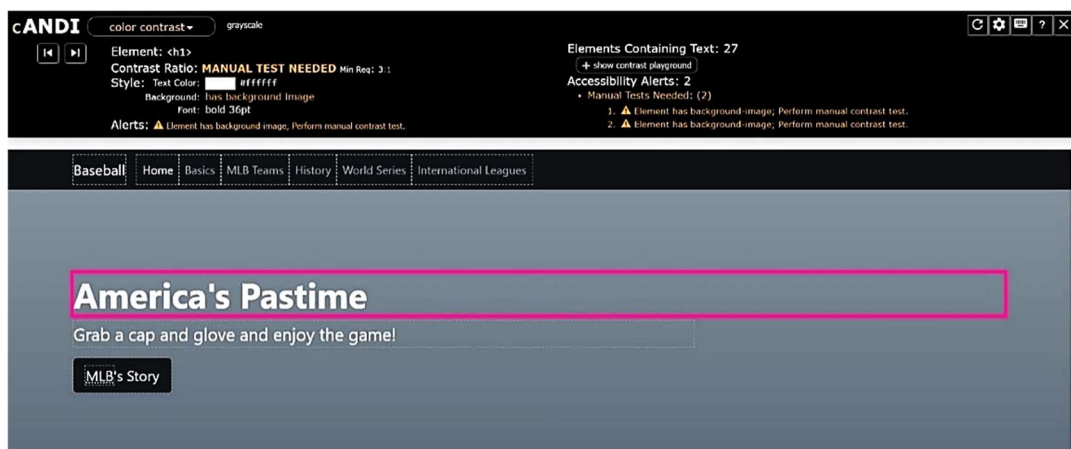 cANDI color contrast grayscale ?
Element: <h1>
Contrast Ratio: MANUAL TEST NEEDED Min Req: 3:1
Style: Text Color: #ffffff
Background: has background image
Font: bold 36pt
Alerts: Element has background-image; Perform manual contrast test.
Elements Containing Text: 27
+ show contrast playground
Accessibility Alerts: 2
• Manual Tests Needed: (2)
1. Element has background-image; Perform manual contrast test.
2. Element has background-image; Perform manual contrast test.
Baseball Home Basics MLB Teams History World Series International Leagues
America's Pastime
Grab a cap and glove and enjoy the game!
MLB's Story